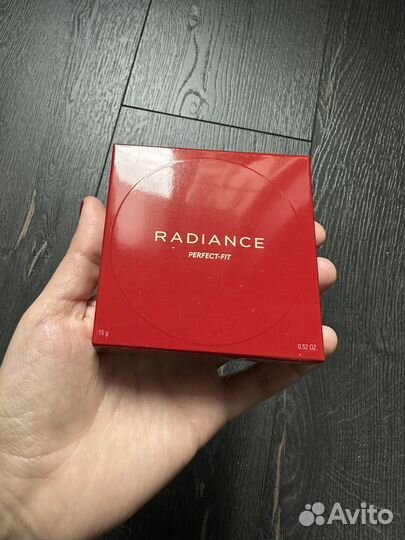 RADIANCE
PERFECT-FIT
15 g
0.52 OZ.
Avito